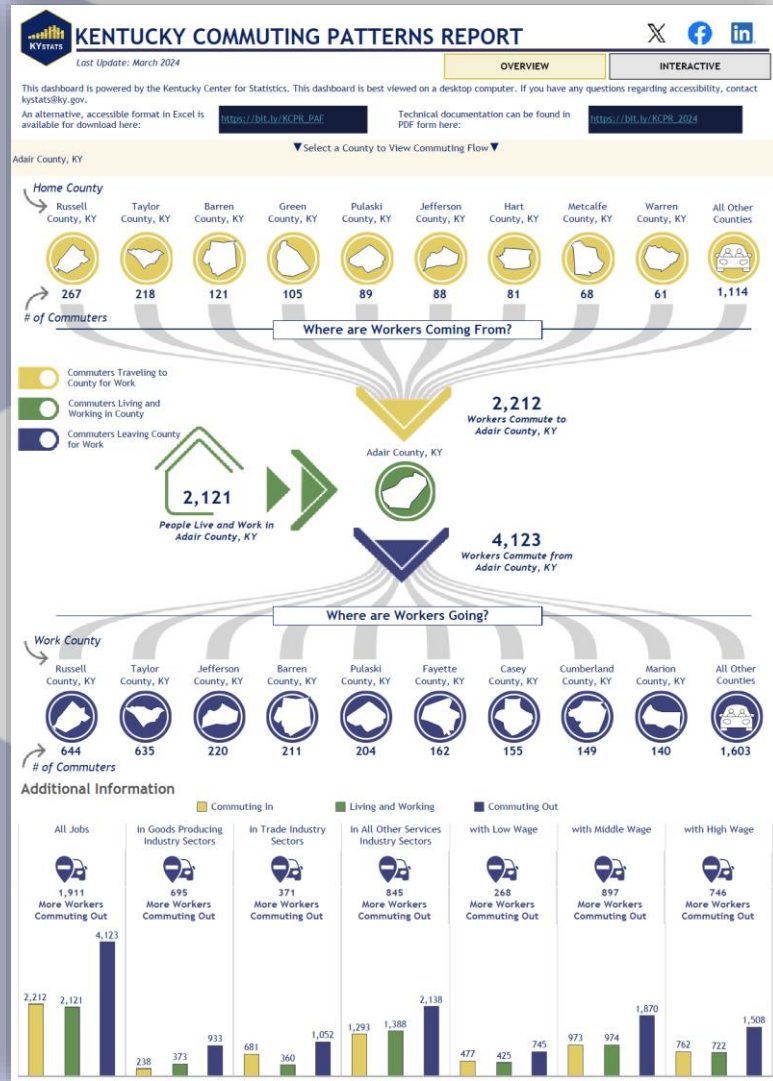 KYSTATS
KENTUCKY COMMUTING PATTERNS REPORT
X
f
in
Last Update: March 2024
OVERVIEW
INTERACTIVE
This dashboard is powered by the Kentucky Center for Statistics. This dashboard is best viewed on a desktop computer. If you have any questions regarding accessibility, contact
kystats@ky.gov.
An alternative, accessible format in Excel is
available for download here:
https://bit.ly/KCPR_PAF
Technical documentation can be found in
PDF form here:
https://bit.ly/KCPR_2024
▼Select a County to View Commuting Flow▼
Adair County, KY
Home County
Russell
County, KY
Taylor
County, KY
Barren
County, KY
Green
County, KY
Pulaski
County, KY
Jefferson
County, KY
Hart
County, KY
Metcalfe
County, KY
Warren
County, KY
All Other
Counties
267
218
121
105
89
88
81
68
61
1,114
# of Commuters
Where are Workers Coming From?
Commuters Traveling to
County for Work
Commuters Living and
Working in County
Commuters Leaving County
for Work
2,212
Workers Commute to
Adair County, KY
Adair County, KY
2,121
People Live and Work in
Adair County, KY
4,123
Workers Commute from
Adair County, KY
Where are Workers Going?
Work County
Russell
County, KY
Taylor
County, KY
Jefferson
County, KY
Barren
County, KY
Pulaski
County, KY
Fayette
County, KY
Casey
County, KY
Cumberland
County, KY
Marion
County, KY
All Other
Counties
644
635
220
211
204
162
155
149
140
1,603
# of Commuters
Additional Information
Commuting In
Living and Working
Commuting Out
All Jobs
1,911
More Workers
Commuting Out
2,212
2,121
4,123
in Goods Producing
Industry Sectors
695
More Workers
Commuting Out
238
373
933
in Trade Industry
Sectors
371
More Workers
Commuting Out
681
360
1,052
in All Other Services
Industry Sectors
845
More Workers
Commuting Out
1,293
1,388
2,138
with Low Wage
268
More Workers
Commuting Out
477
425
745
with Middle Wage
897
More Workers
Commuting Out
973
974
1,870
with High Wage
746
More Workers
Commuting Out
762
722
1,508